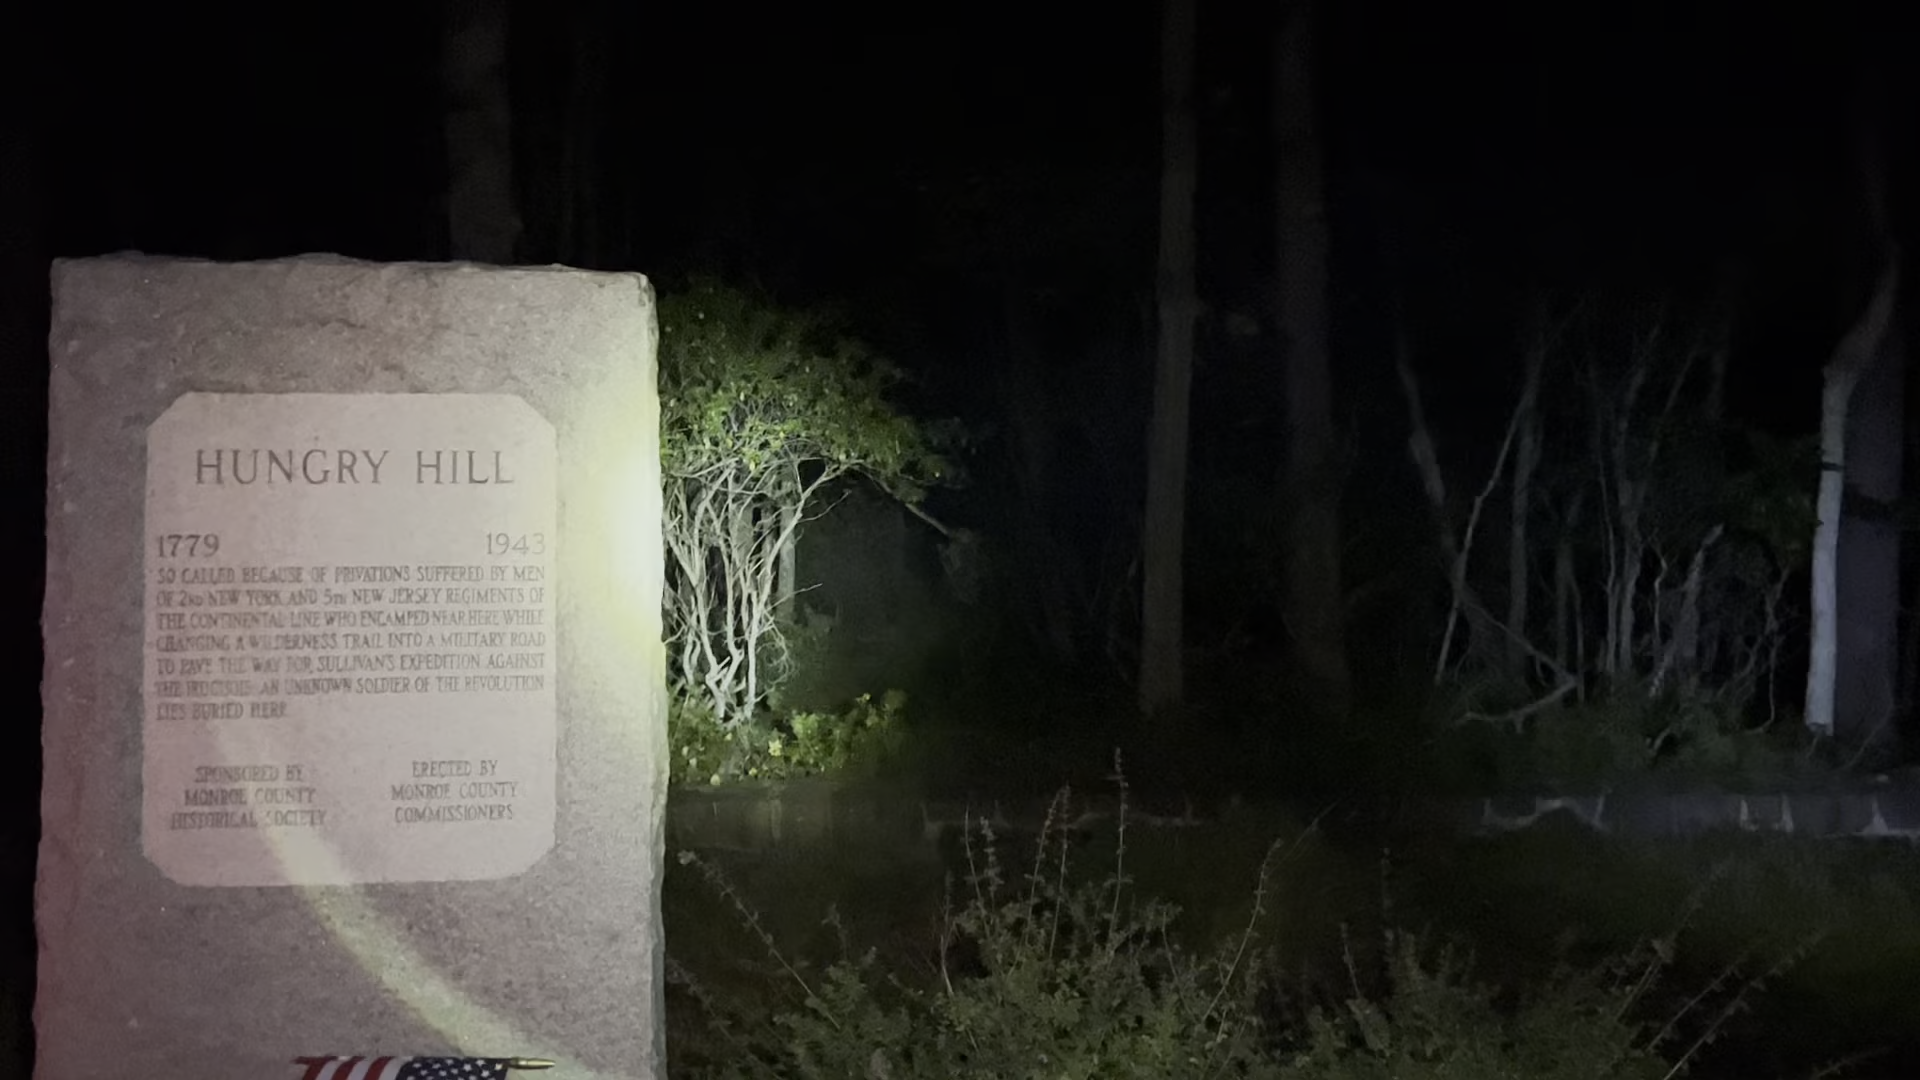 HUNGRY HILL
1779 1943
SO CALLED BECAUSE OF PRIVATIONS SUFFERED BY MEN
OF 2ND NEW YORK AND 5TH NEW JERSEY REGIMENTS OF
THE CONTINENTAL LINE WHO ENCAMPED NEAR HERE WHILE
CHANGING A WILDERNESS TRAIL INTO A MILITARY ROAD
TO PAVE THE WAY FOR SULLIVAN'S EXPEDITION AGAINST
THE IROQUOIS. AN UNKNOWN SOLDIER OF THE REVOLUTION
LIES BURIED HERE
SPONSORED BY
MONROE COUNTY
HISTORICAL SOCIETY
ERECTED BY
MONROE COUNTY
COMMISSIONERS